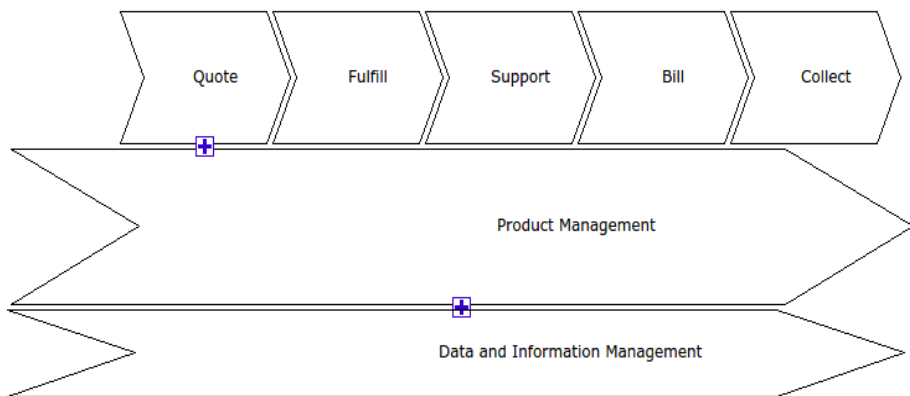 Quote
Fulfill
Support
Bill
Collect
Product Management
Data and Information Management